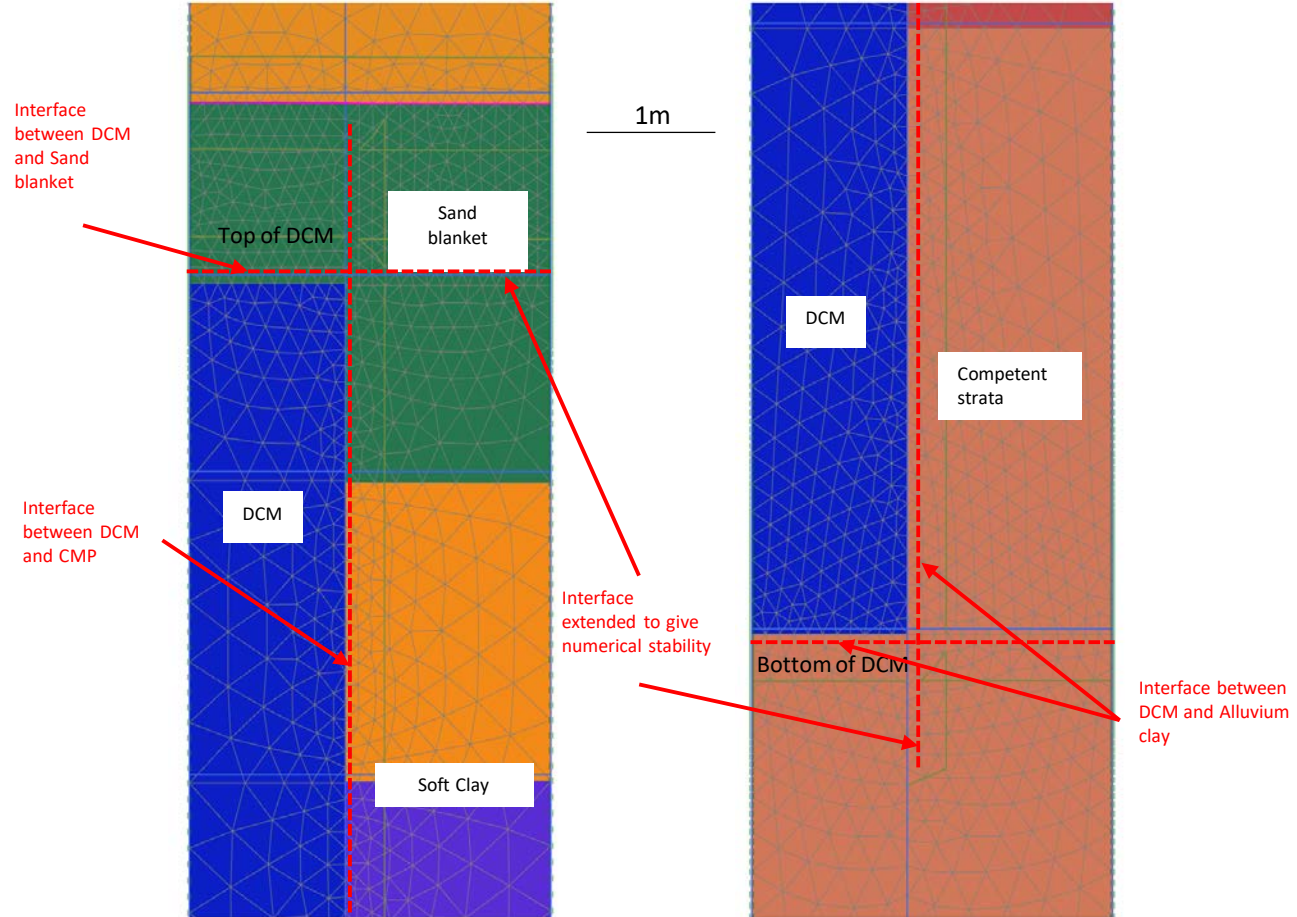 Interface
between DCM
and Sand
blanket
1m
Sand
blanket
Top of DCM
DCM
DCM
Competent
strata
Interface
between DCM
and CMP
Interface
extended to give
numerical stability
Bottom of DCM
Interface between
DCM and Alluvium
clay
Soft Clay